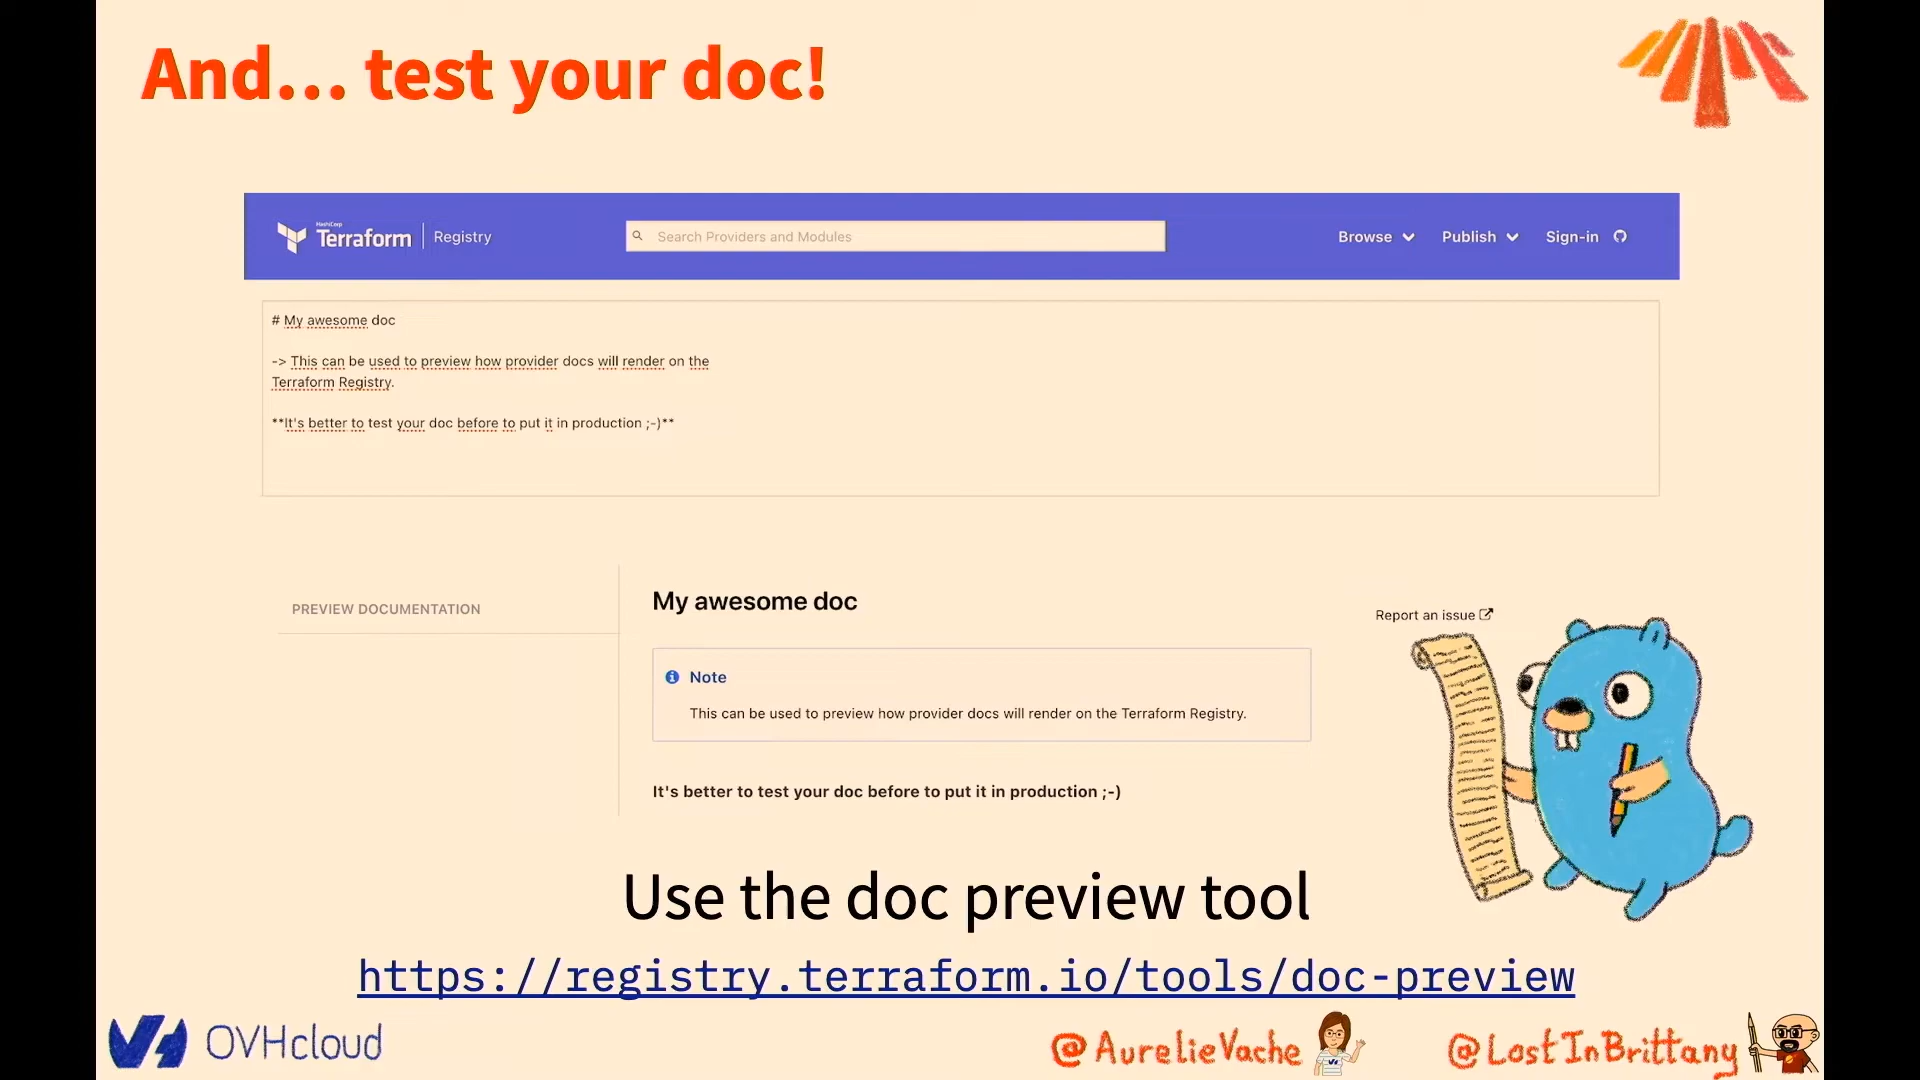 And... test your doc!
HashiCorp
Terraform
Registry
Search Providers and Modules
Browse
Publish
Sign-in
# My awesome doc
-> This can be used to preview how provider docs will render on the
Terraform Registry.
**It's better to test your doc before to put it in production ;-)**
PREVIEW DOCUMENTATION
My awesome doc
Report an issue
Note
This can be used to preview how provider docs will render on the Terraform Registry.
It's better to test your doc before to put it in production ;-)
Use the doc preview tool
https://registry.terraform.io/tools/doc-preview
OVHcloud
@AurelieVache
@LostInBrittany